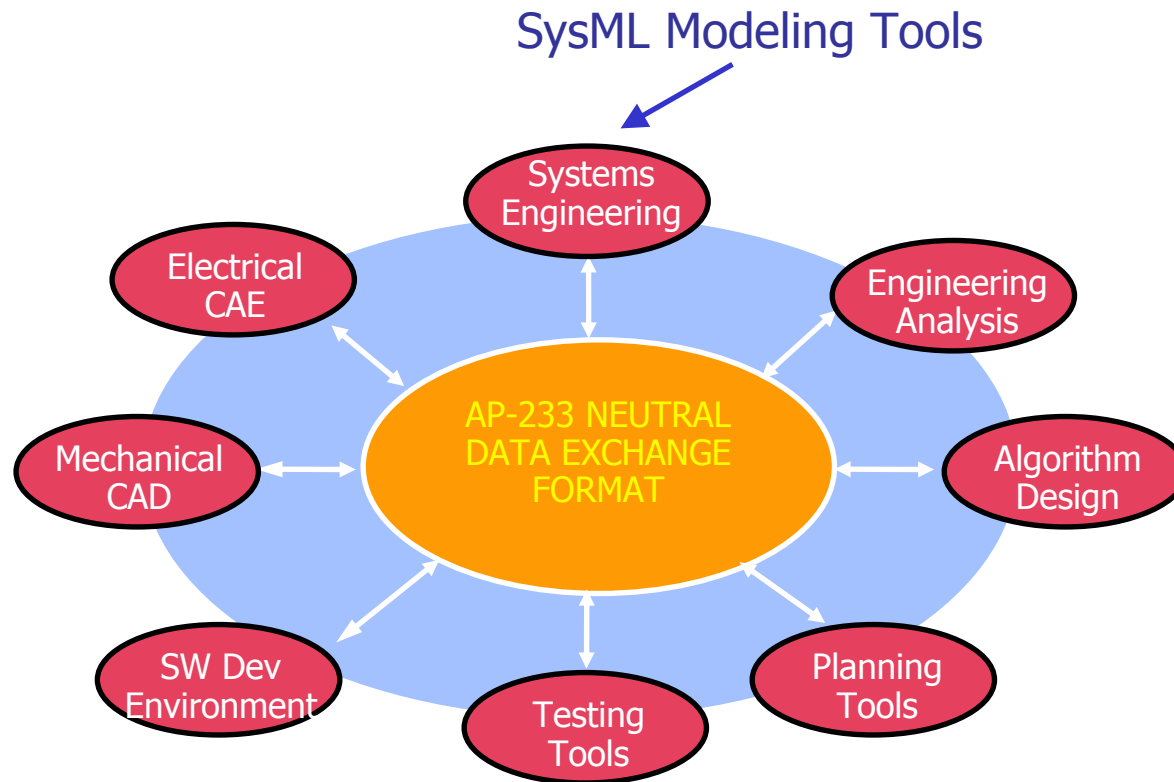 SysML Modeling Tools
Systems
Engineering
Electrical
CAE
Engineering
Analysis
AP-233 NEUTRAL
DATA EXCHANGE
FORMAT
Mechanical
CAD
Algorithm
Design
SW Dev
Environment
Testing
Tools
Planning
Tools